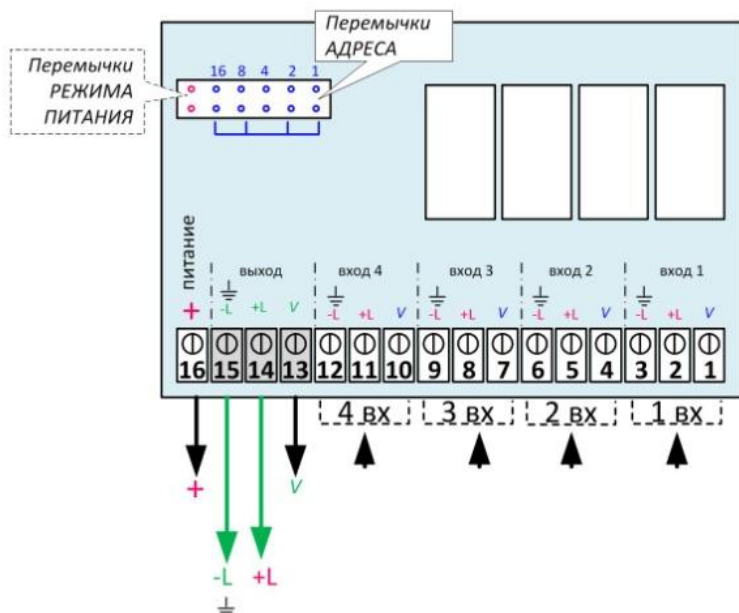 Перемычки
АДРЕСА
Перемычки
РЕЖИМА
ПИТАНИЯ
16 8 4 2 1
питание
выход
вход 4
вход 3
вход 2
вход 1
+ -L +L V -L +L V -L +L V -L +L V -L +L V
16 15 14 13 12 11 10 9 8 7 6 5 4 3 2 1
4 вх 3 вх 2 вх 1 вх
+ V
-L +L